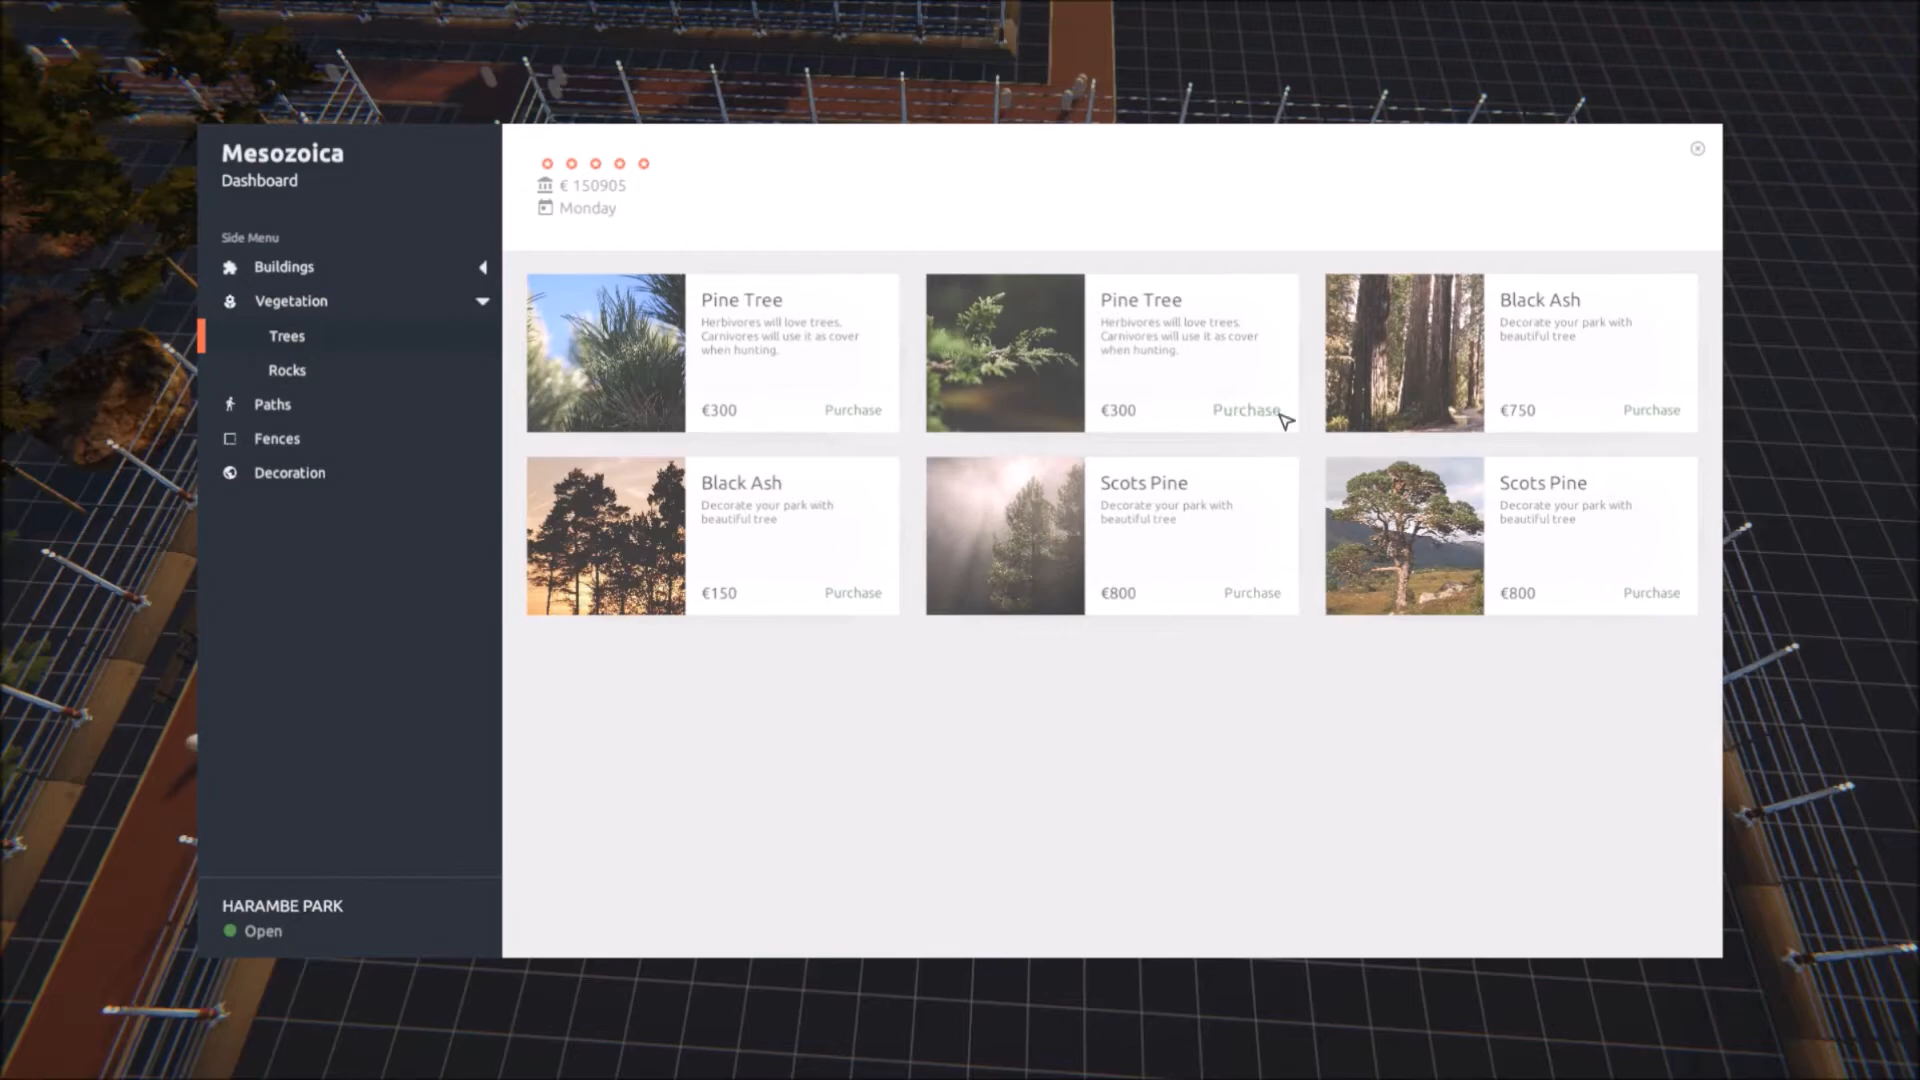 Mesozoica
Dashboard
Side Menu
Buildings
Vegetation
Trees
Rocks
Paths
Fences
Decoration
HARAMBE PARK
Open
€ 150905
Monday
Pine Tree
Herbivores will love trees.
Carnivores will use it as cover
when hunting.
€300
Purchase
Pine Tree
Herbivores will love trees.
Carnivores will use it as cover
when hunting.
€300
Purchase
Black Ash
Decorate your park with
beautiful tree
€750
Purchase
Black Ash
Decorate your park with
beautiful tree
€150
Purchase
Scots Pine
Decorate your park with
beautiful tree
€800
Purchase
Scots Pine
Decorate your park with
beautiful tree
€800
Purchase